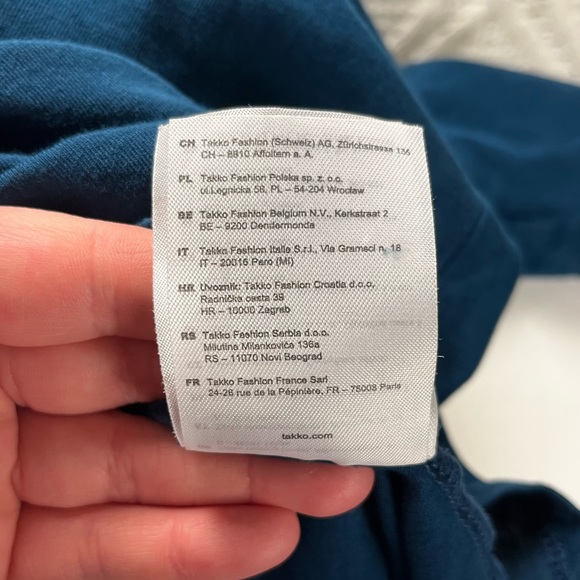 CH Takko Fashion (Schweiz) AG, Zürichstrasse 136
CH – 8910 Affoltern a. A.
PL Takko Fashion Polska sp. z. o.o.
ul.Legnicka 56, PL – 54-204 Wrocław
BE Takko Fashion Belgium N.V., Kerkstraat 2
BE – 9200 Dendermonde
IT Takko Fashion Italia S.r.l., Via Gramsci n. 18
IT – 20016 Pero (MI)
HR Uvoznik: Takko Fashion Croatia d.o.o.
Radnička cesta 39
HR – 10000 Zagreb
RS Takko Fashion Serbia d.o.o.
Milutina Milankovića 136a
RS – 11070 Novi Beograd
FR Takko Fashion France Sarl
24-26 rue de la Pépinière, FR – 75008 Paris
takko.com